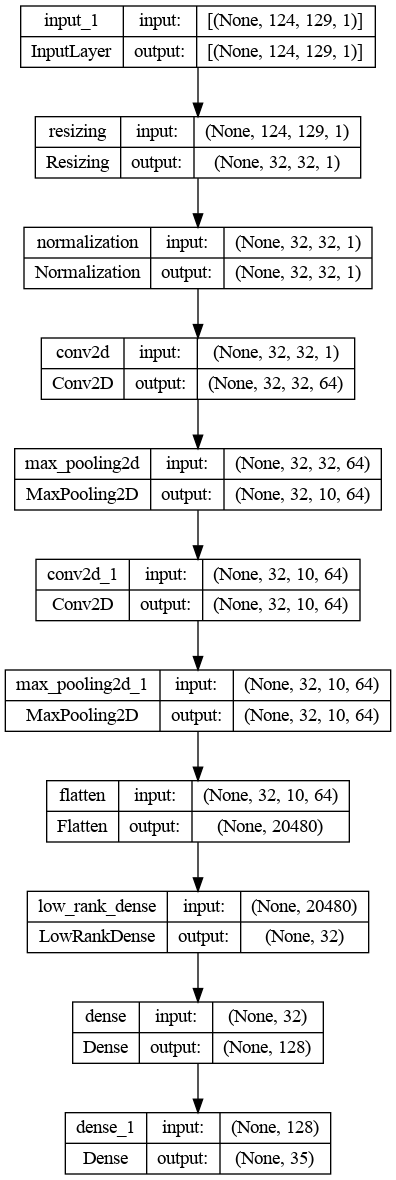 input_1 input: [(None, 124, 129, 1)]
InputLayer output: [(None, 124, 129, 1)]
resizing input: (None, 124, 129, 1)
Resizing output: (None, 32, 32, 1)
normalization input: (None, 32, 32, 1)
Normalization output: (None, 32, 32, 1)
conv2d input: (None, 32, 32, 1)
Conv2D output: (None, 32, 32, 64)
max_pooling2d input: (None, 32, 32, 64)
MaxPooling2D output: (None, 32, 10, 64)
conv2d_1 input: (None, 32, 10, 64)
Conv2D output: (None, 32, 10, 64)
max_pooling2d_1 input: (None, 32, 10, 64)
MaxPooling2D output: (None, 32, 10, 64)
flatten input: (None, 32, 10, 64)
Flatten output: (None, 20480)
low_rank_dense input: (None, 20480)
LowRankDense output: (None, 32)
dense input: (None, 32)
Dense output: (None, 128)
dense_1 input: (None, 128)
Dense output: (None, 35)